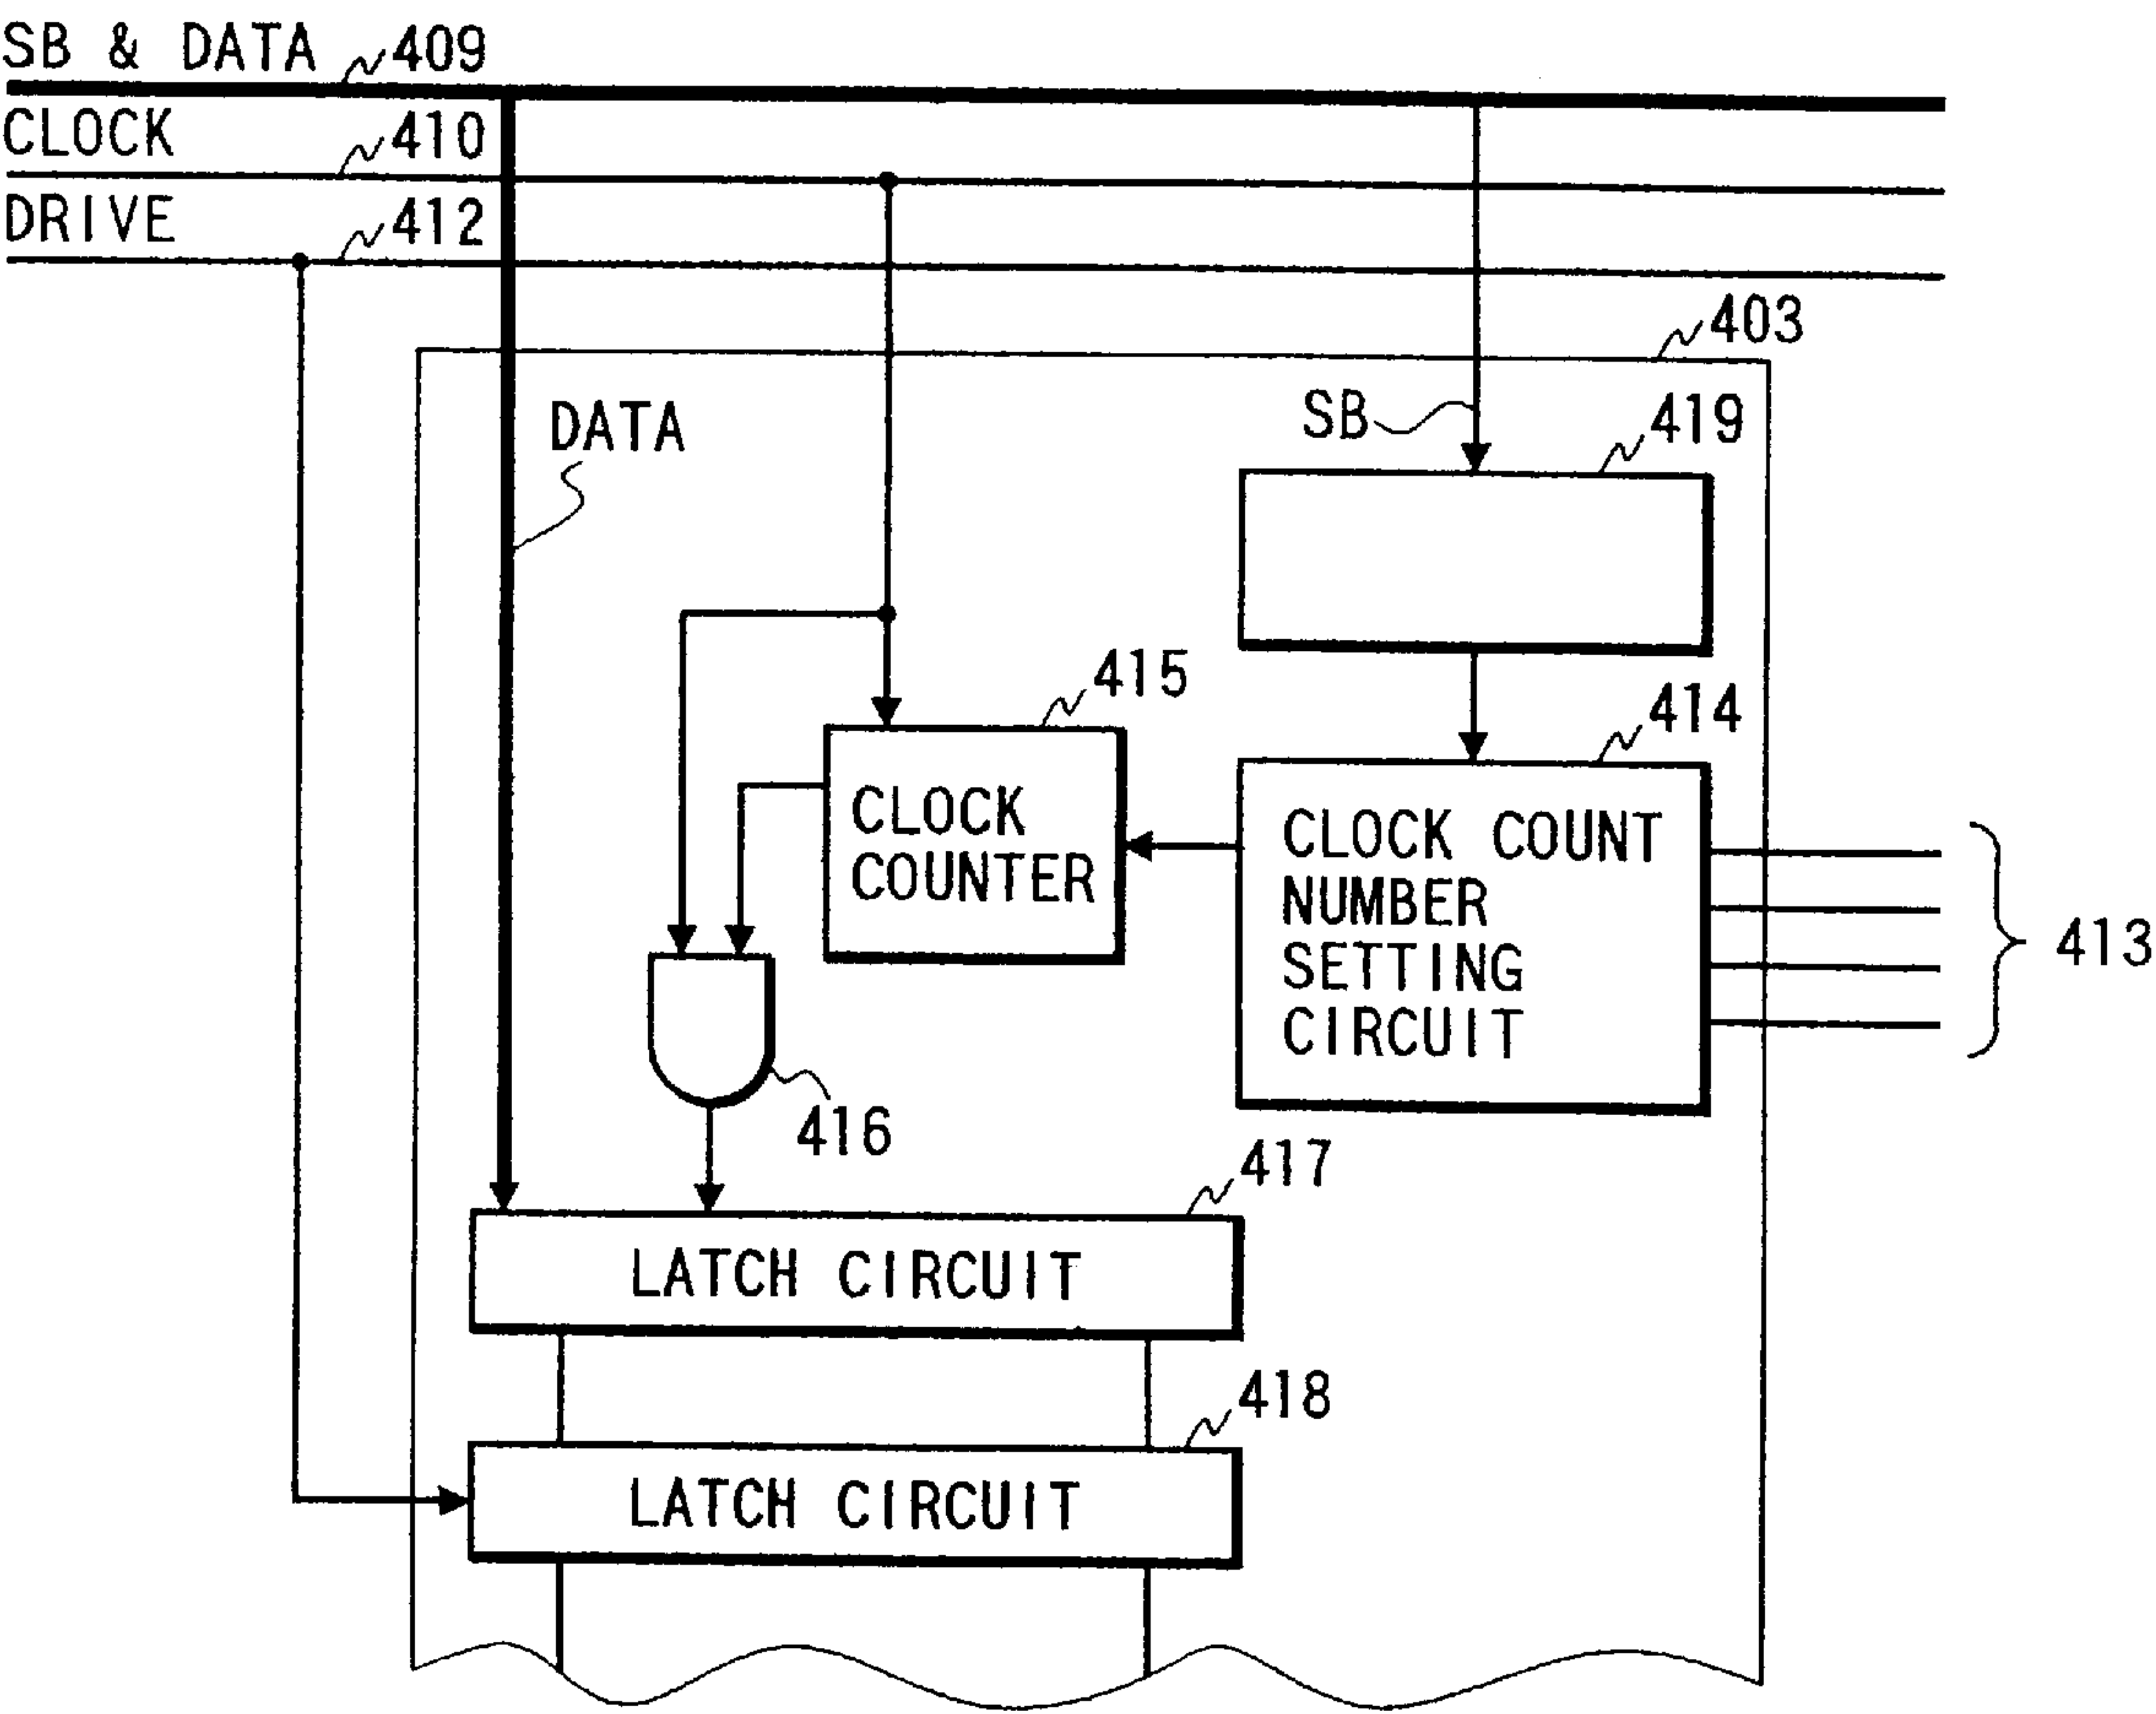 SB & DATA 409
CLOCK 410
DRIVE 412
403
DATA
SB
419
415
414
CLOCK
COUNTER
CLOCK COUNT
NUMBER
SETTING
CIRCUIT
413
416
417
LATCH CIRCUIT
418
LATCH CIRCUIT